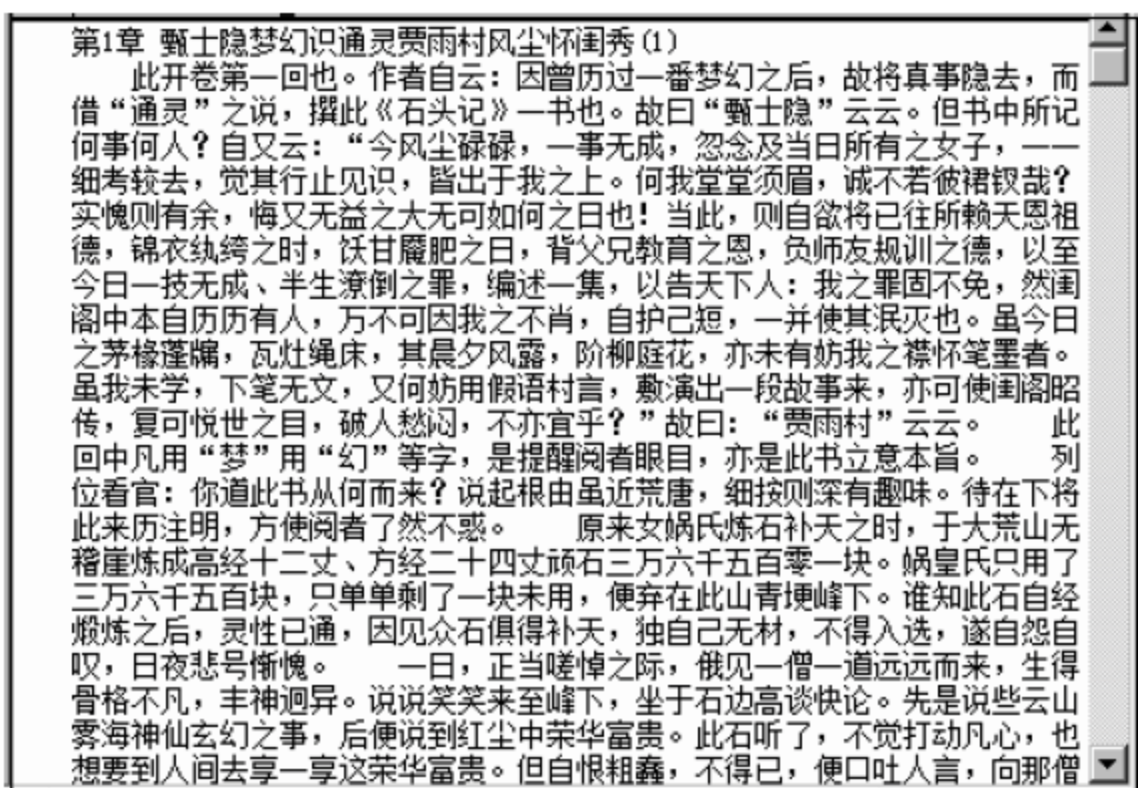 第1章 甄士隐梦幻识通灵贾雨村风尘怀闺秀(1)
此开卷第一回也。作者自云：因曾历过一番梦幻之后，故将真事隐去，而
借“通灵”之说，撰此《石头记》一书也。故曰“甄士隐”云云。但书中所记
何事何人？自又云：“今风尘碌碌，一事无成，忽念及当日所有之女子，一一
细考较去，觉其行止见识，皆出于我之上。何我堂堂须眉，诚不若彼裙钗哉？
实愧则有余，悔又无益之大无可如何之日也！当此，则自欲将已往所赖天恩祖
德，锦衣纨绔之时，饫甘餍肥之日，背父兄教育之恩，负师友规训之德，以至
今日一技无成、半生潦倒之罪，编述一集，以告天下人：我之罪固不免，然闺
阁中本自历历有人，万不可因我之不肖，自护己短，一并使其泯灭也。虽今日
之茅椽蓬牖，瓦灶绳床，其晨夕风露，阶柳庭花，亦未有妨我之襟怀笔墨者。
虽我未学，下笔无文，又何妨用假语村言，敷演出一段故事来，亦可使闺阁昭
传，复可悦世之目，破人愁闷，不亦宜乎？”故曰：“贾雨村”云云。　　此
回中凡用“梦”用“幻”等字，是提醒阅者眼目，亦是此书立意本旨。　　列
位看官：你道此书从何而来？说起根由虽近荒唐，细按则深有趣味。待在下将
此来历注明，方使阅者了然不惑。　　原来女娲氏炼石补天之时，于大荒山无
稽崖炼成高经十二丈、方经二十四丈顽石三万六千五百零一块。娲皇氏只用了
三万六千五百块，只单单剩了一块未用，便弃在此山青埂峰下。谁知此石自经
煅炼之后，灵性已通，因见众石俱得补天，独自己无材，不得入选，遂自怨自
叹，日夜悲号惭愧。　　一日，正当嗟悼之际，俄见一僧一道远远而来，生得
骨格不凡，丰神迥异。说说笑笑来至峰下，坐于石边高谈快论。先是说些云山
雾海神仙玄幻之事，后便说到红尘中荣华富贵。此石听了，不觉打动凡心，也
想要到人间去享一享这荣华富贵。但自恨粗蠢，不得已，便口吐人言，向那僧